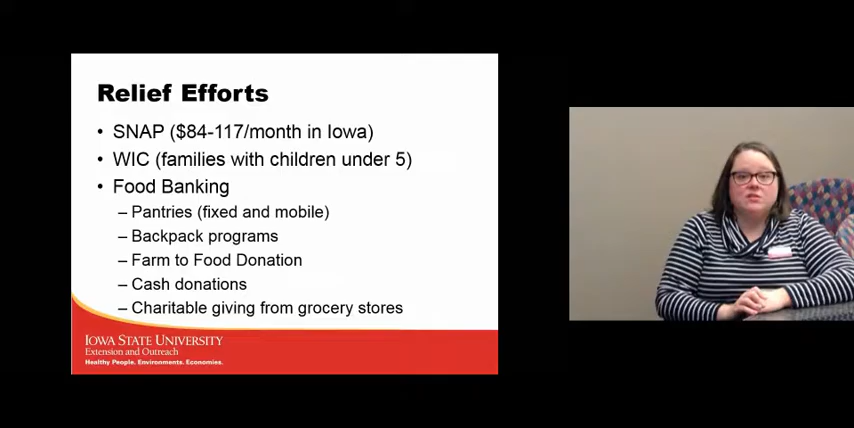 Relief Efforts
• SNAP ($84-117/month in Iowa)
• WIC (families with children under 5)
• Food Banking
– Pantries (fixed and mobile)
– Backpack programs
– Farm to Food Donation
– Cash donations
– Charitable giving from grocery stores
IOWA STATE UNIVERSITY
Extension and Outreach
Healthy People. Environments. Economies.